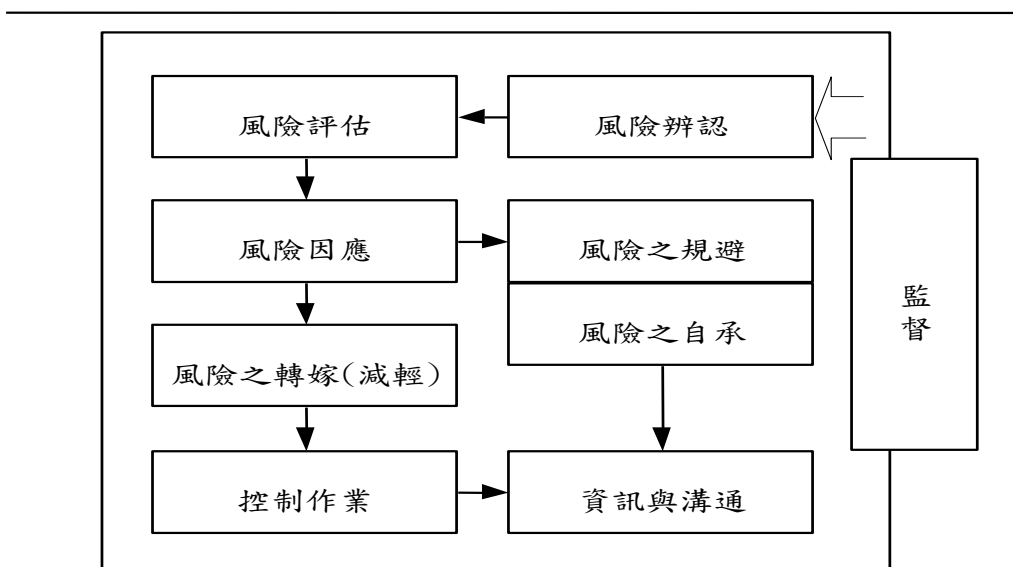 風險評估
風險辨認
風險因應
風險之規避
風險之自承
風險之轉嫁(減輕)
控制作業
資訊與溝通
監
督